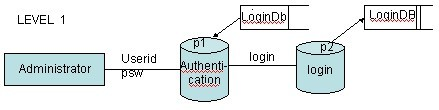 LEVEL 1
LoginDb
LoginDB
p1
p2
Userid
psw
Administrator
Authenti-
cation
login
login